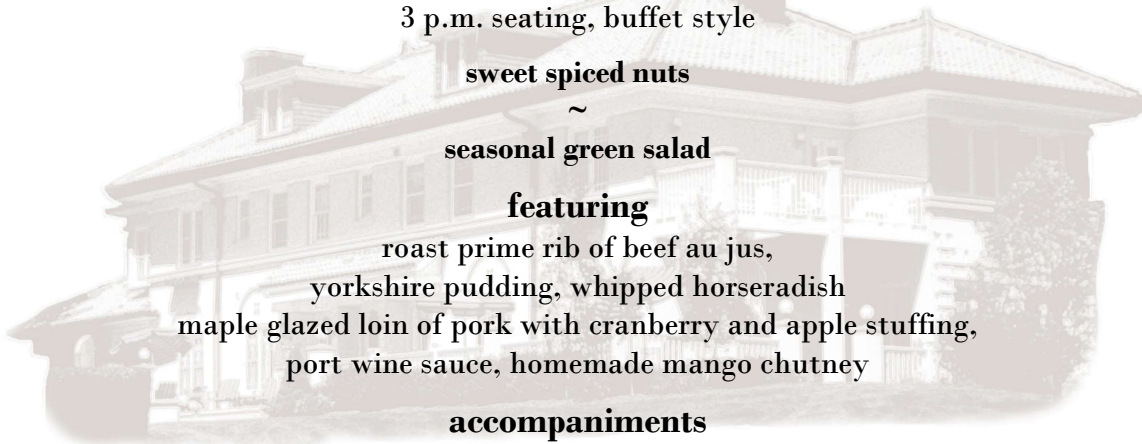 3 p.m. seating, buffet style
sweet spiced nuts
~
seasonal green salad
featuring
roast prime rib of beef au jus,
yorkshire pudding, whipped horseradish
maple glazed loin of pork with cranberry and apple stuffing,
port wine sauce, homemade mango chutney
accompaniments